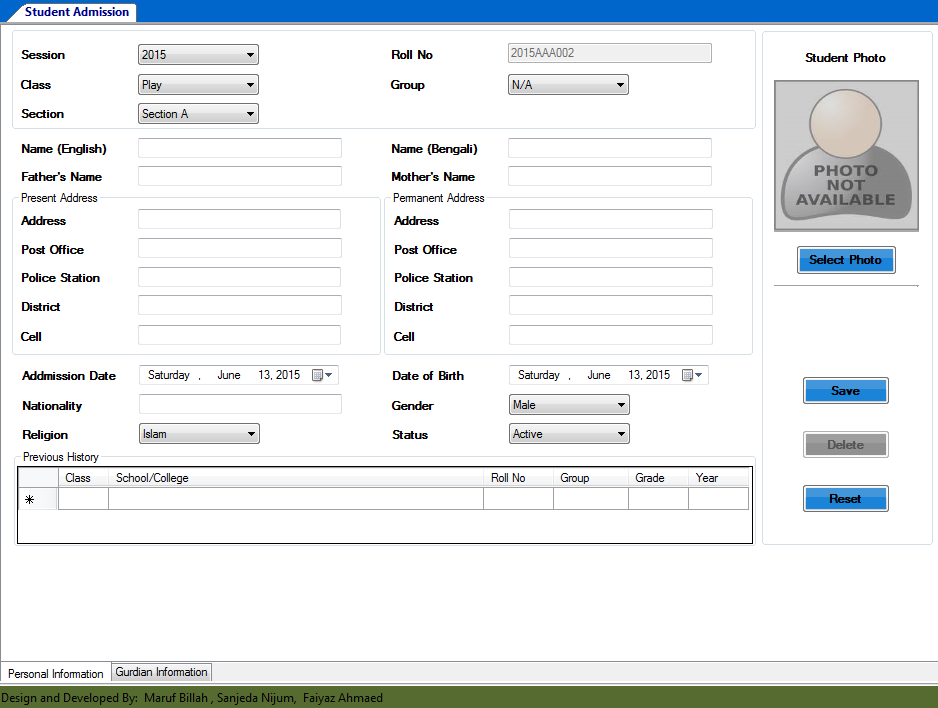 Student Admission
Session 2015 Roll No 2015AAA002
Class Play Group N/A
Section Section A
Name (English) Name (Bengali)
Father's Name Mother's Name
Present Address Permanent Address
Address Address
Post Office Post Office
Police Station Police Station
District District
Cell Cell
Addmission Date Saturday , June 13, 2015 Date of Birth Saturday , June 13, 2015
Nationality Gender Male
Religion Islam Status Active
Previous History
Class School/College Roll No Group Grade Year
Student Photo
PHOTO
NOT
AVAILABLE
Select Photo
Save
Delete
Reset
Personal Information Gurdian Information
Design and Developed By: Maruf Billah , Sanjeda Nijum, Faiyaz Ahmaed